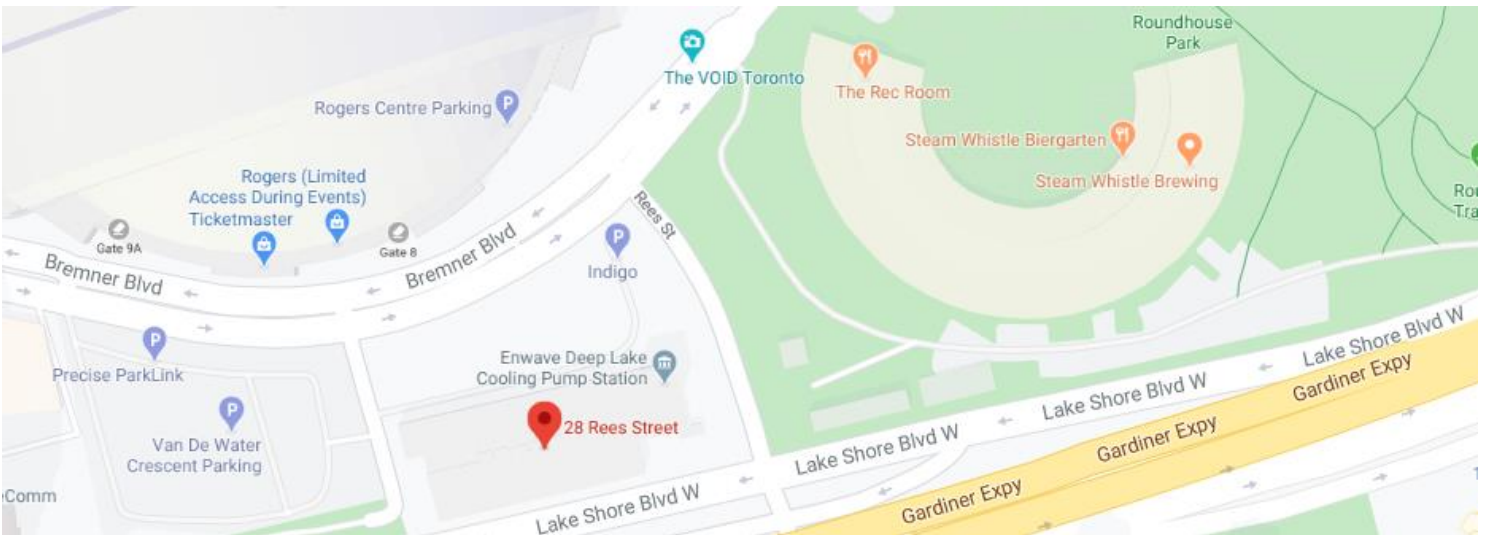 Roundhouse
Park
The VOID Toronto
The Rec Room
Rogers Centre Parking
P
Steam Whistle Biergarten
Steam Whistle Brewing
Rogers (Limited
Access During Events)
Ticketmaster
Rees St
Gate 9A
Gate 8
Bremner Blvd
Bremner Blvd
P
Indigo
P
Precise ParkLink
Enwave Deep Lake
Cooling Pump Station
P
Van De Water
Crescent Parking
28 Rees Street
Lake Shore Blvd W
Lake Shore Blvd W
Lake Shore Blvd W
Lake Shore Blvd W
Gardiner Expy
Gardiner Expy
Gardiner Expy
eComm